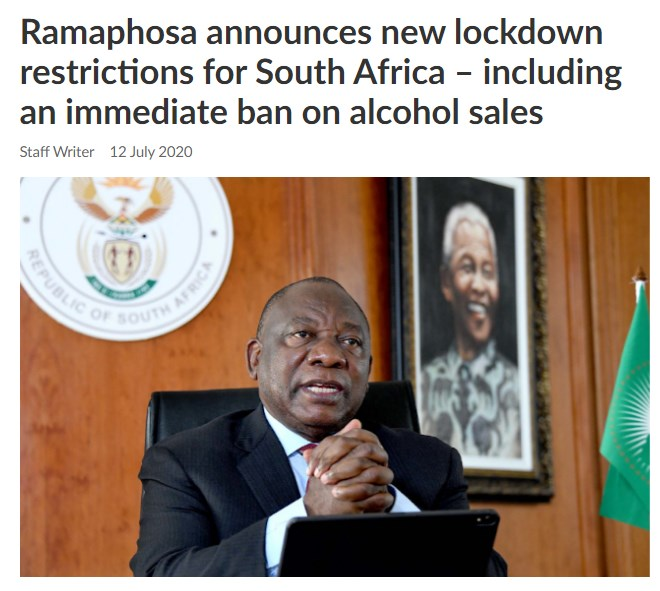 Ramaphosa announces new lockdown
restrictions for South Africa – including
an immediate ban on alcohol sales
Staff Writer 12 July 2020
REPUBLIC OF SOUTH AFRICA